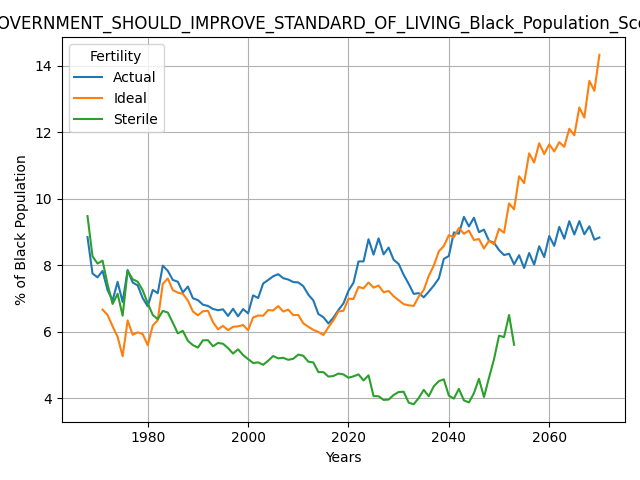 OVERNMENT_SHOULD_IMPROVE_STANDARD_OF_LIVING_Black_Population_Sc
Fertility
Actual
Ideal
Sterile
% of Black Population
14
12
10
8
6
4
1980 2000 2020 2040 2060
Years